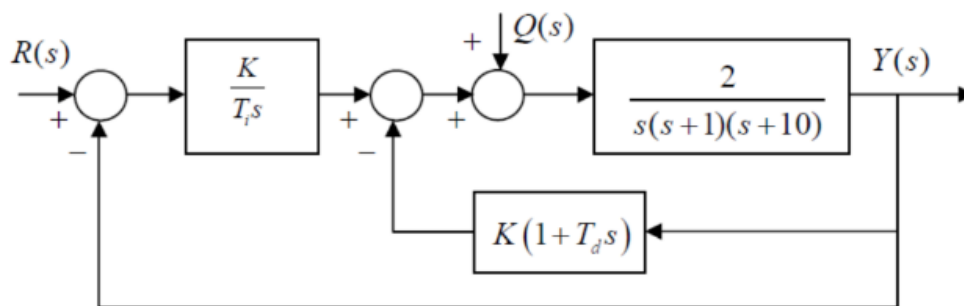 R(s)
+
−
K
T_i s
+
−
+
Q(s)
+
2
s(s+1)(s+10)
Y(s)
K(1+T_d s)